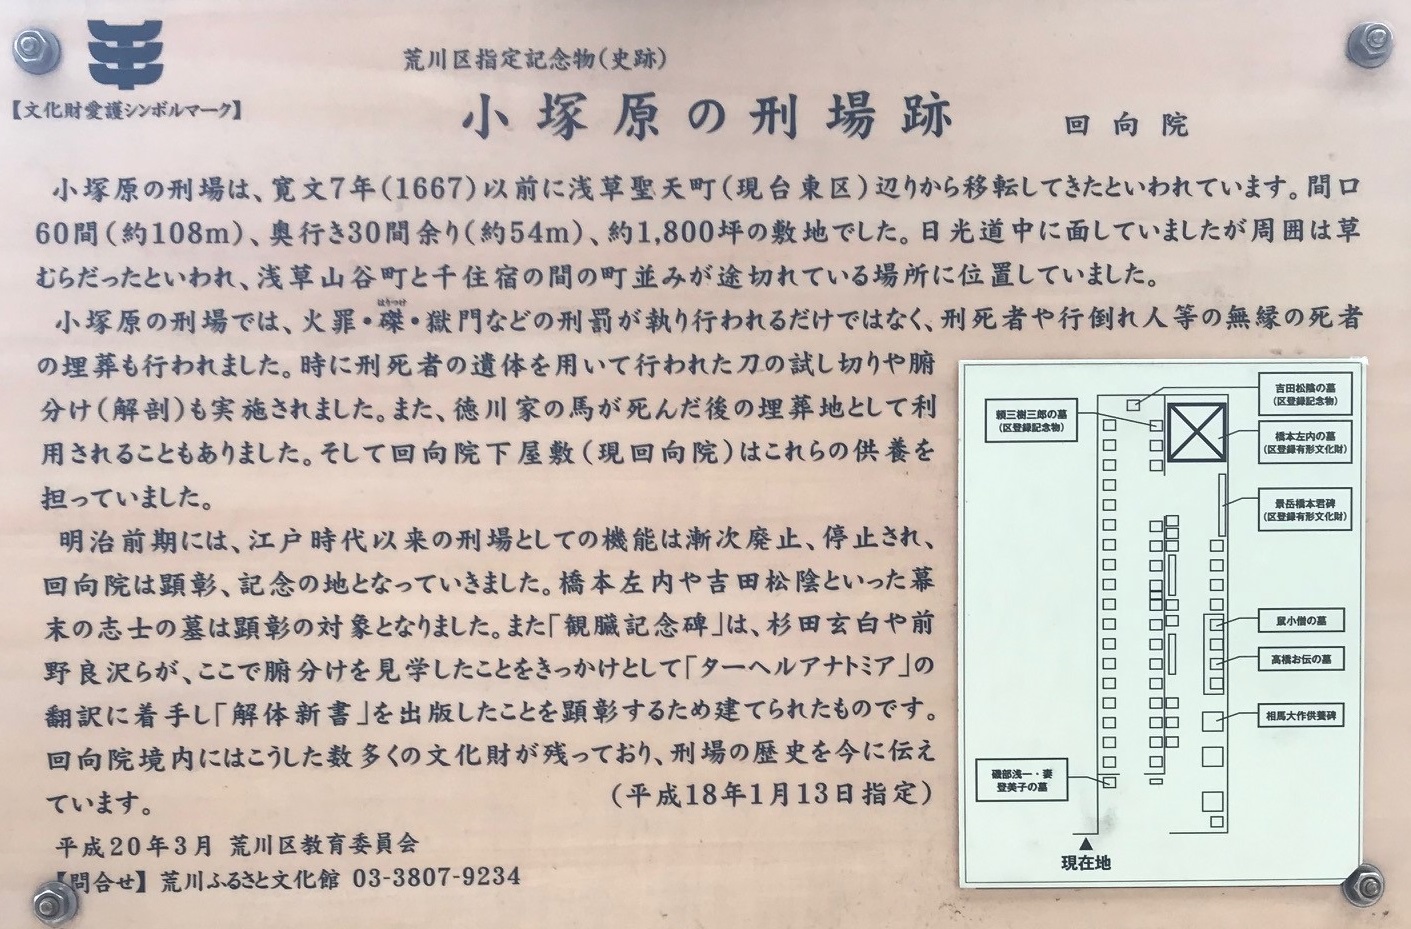 【文化財愛護シンボルマーク】
荒川区指定記念物(史跡)
小塚原の刑場跡
回向院
小塚原の刑場は、寛文7年(1667)以前に浅草聖天町(現台東区)辺りから移転してきたといわれています。間口
60間(約108m)、奥行き30間余り(約54m)、約1,800坪の敷地でした。日光道中に面していましたが周囲は草
むらだったといわれ、浅草山谷町と千住宿の間の町並みが途切れている場所に位置していました。
はりつけ
小塚原の刑場では、火罪・磔・獄門などの刑罰が執り行われるだけではなく、刑死者や行倒れ人等の無縁の死者
の埋葬も行われました。時に刑死者の遺体を用いて行われた刀の試し切りや腑
分け(解剖)も実施されました。また、徳川家の馬が死んだ後の埋葬地として利
用されることもありました。そして回向院下屋敷(現回向院)はこれらの供養を
担っていました。
明治前期には、江戸時代以来の刑場としての機能は漸次廃止、停止され、
回向院は顕彰、記念の地となっていきました。橋本左内や吉田松陰といった幕
末の志士の墓は顕彰の対象となりました。また「観臓記念碑」は、杉田玄白や前
野良沢らが、ここで腑分けを見学したことをきっかけとして「ターヘルアナトミア」の
翻訳に着手し「解体新書」を出版したことを顕彰するため建てられたものです。
回向院境内にはこうした数多くの文化財が残っており、刑場の歴史を今に伝え
ています。
(平成18年1月13日指定)
平成20年3月 荒川区教育委員会
【問合せ】荒川ふるさと文化館 03-3807-9234
吉田松陰の墓
(区登録記念物)
頼三樹三郎の墓
(区登録記念物)
橋本左内の墓
(区登録有形文化財)
景岳橋本君碑
(区登録有形文化財)
鼠小僧の墓
高橋お伝の墓
相馬大作供養碑
磯部浅一・妻
登美子の墓
現在地